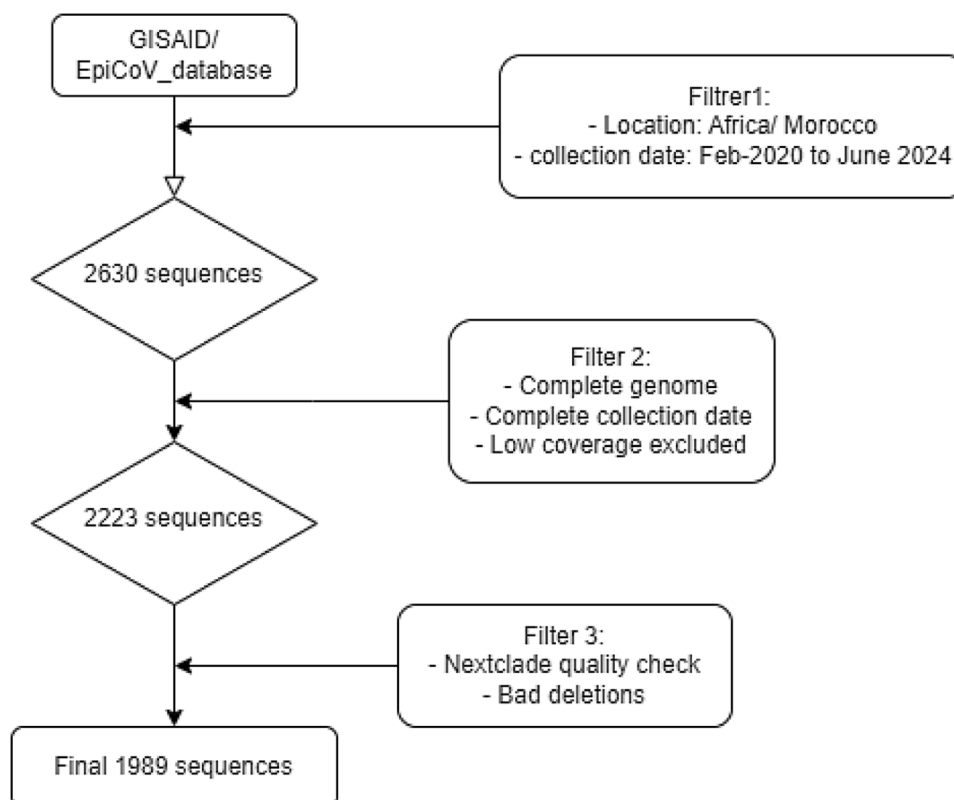 GISAID/
EpiCoV_database
Filtrer1:
- Location: Africa/ Morocco
- collection date: Feb-2020 to June 2024
2630 sequences
Filter 2:
- Complete genome
- Complete collection date
- Low coverage excluded
2223 sequences
Filter 3:
- Nextclade quality check
- Bad deletions
Final 1989 sequences